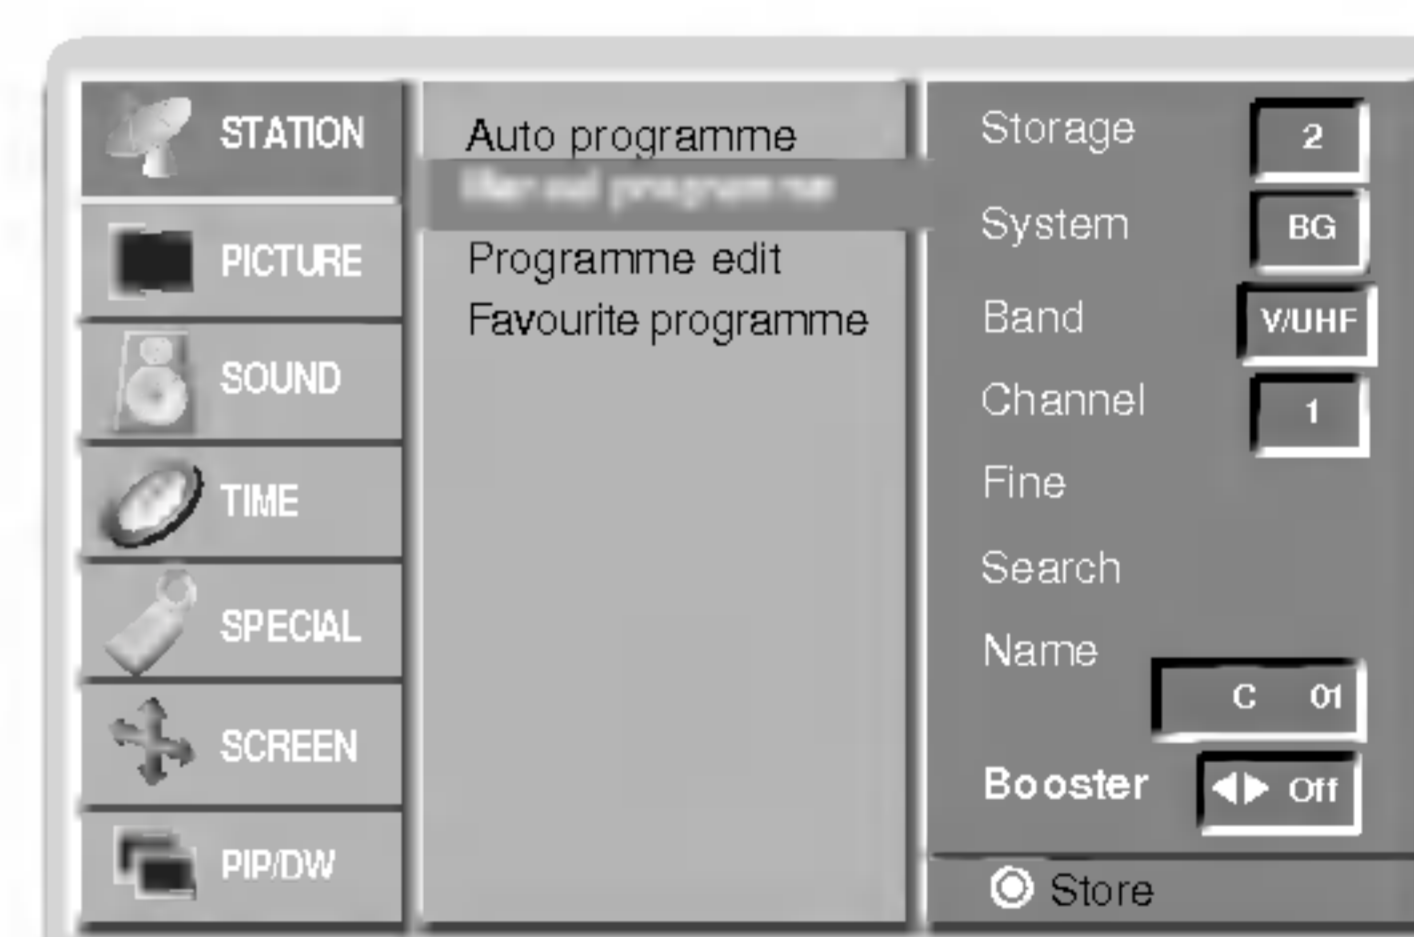 STATION
PICTURE
SOUND
TIME
SPECIAL
SCREEN
PIP/DW
Auto programme
programme
Programme edit
Favourite programme
Storage 2
System BG
Band V/UHF
Channel 1
Fine
Search
Name
C 01
Booster ◀▶ Off
Store